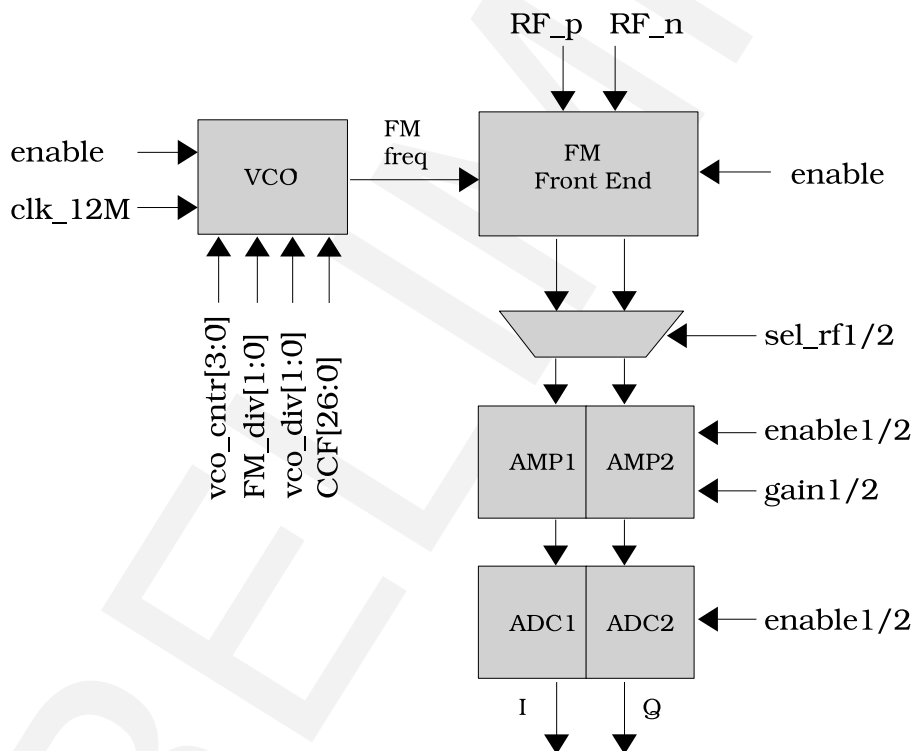 RF_p RF_n
FM
freq
enable
VCO
FM
Front End
enable
clk_12M
vco_cntr[3:0]
FM_div[1:0]
vco_div[1:0]
CCF[26:0]
sel_rf1/2
AMP1 AMP2
enable1/2
gain1/2
ADC1 ADC2
enable1/2
I Q